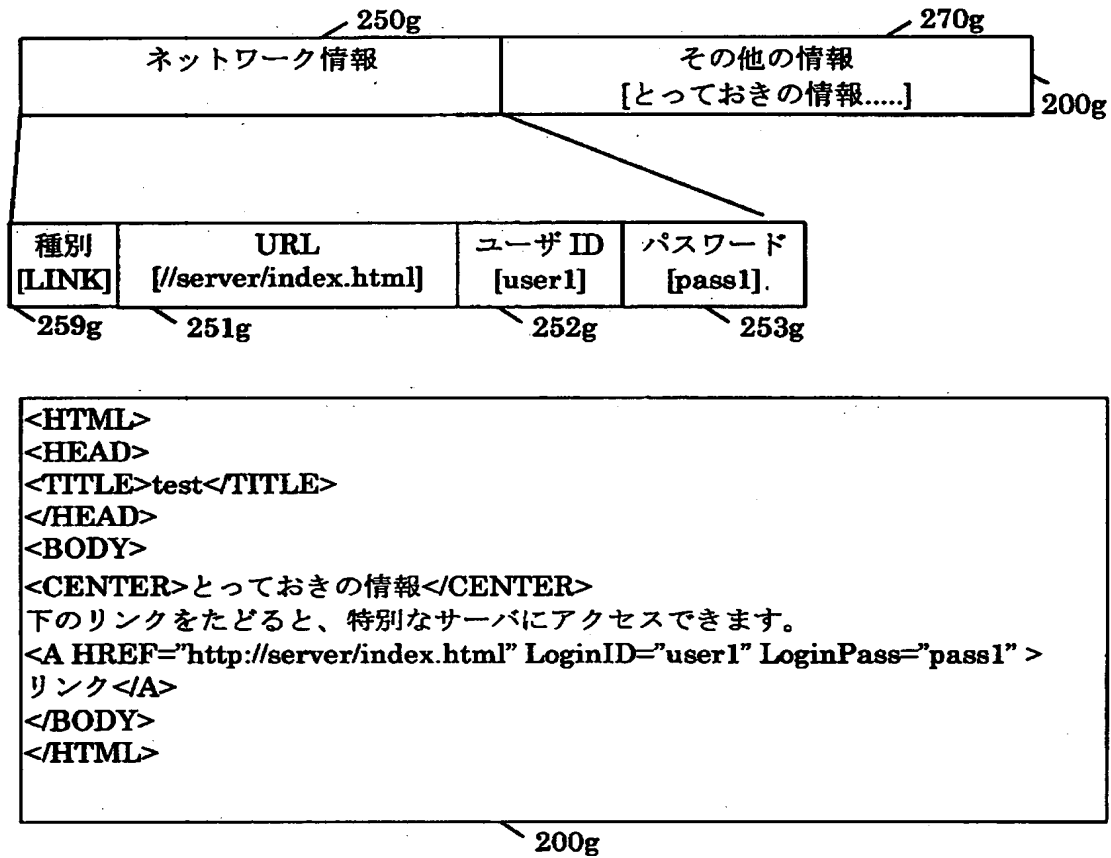 250g
270g
ネットワーク情報
その他の情報
[とっておきの情報.....]
200g
種別
[LINK]
URL
[//server/index.html]
ユーザ ID
[user1]
パスワード
[pass1].
259g
251g
252g
253g
<HTML>
<HEAD>
<TITLE>test</TITLE>
</HEAD>
<BODY>
<CENTER>とっておきの情報</CENTER>
下のリンクをたどると、特別なサーバにアクセスできます。
<A HREF=”http://server/index.html” LoginID=”user1” LoginPass=”pass1” >
リンク</A>
</BODY>
</HTML>
200g